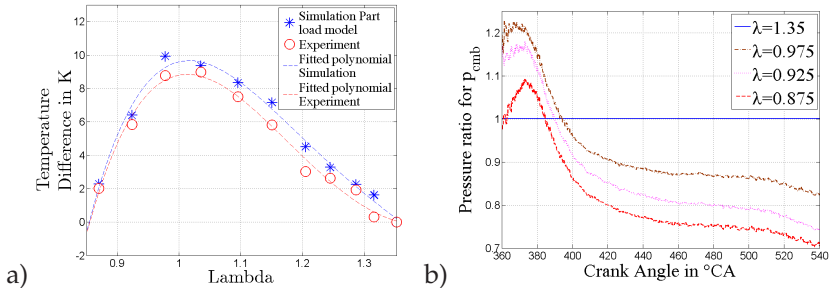 a)
Temperature
Difference in K
14
12
10
8
6
4
2
0
-2
0.9
1
1.1
1.2
1.3
Lambda
Simulation Part
load model
Experiment
Fitted polynomial
Simulation
Fitted polynomial
Experiment
b)
Pressure ratio for pcmb
1.2
1.1
1
0.9
0.8
0.7
360
380
400
420
440
460
480
500
520
540
Crank Angle in °CA
λ=1.35
λ=0.975
λ=0.925
λ=0.875